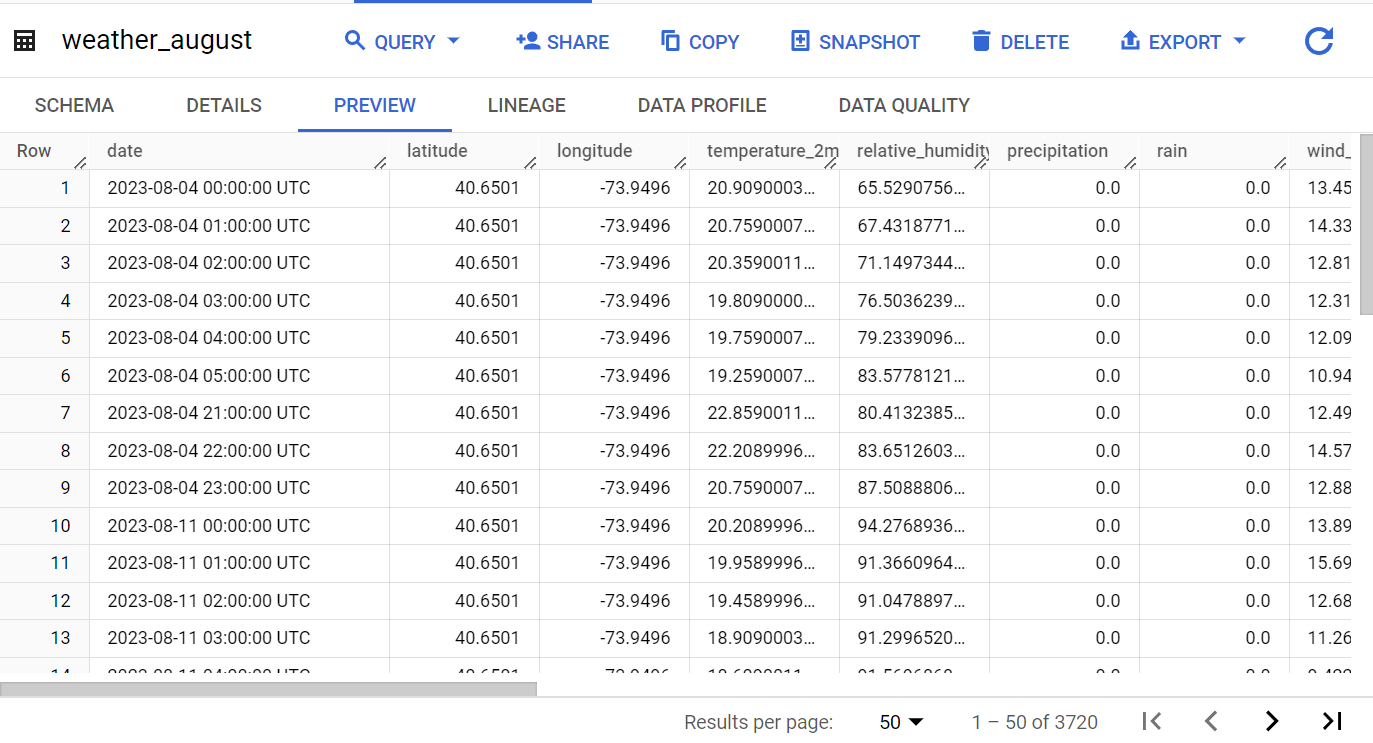 weather_august QUERY SHARE COPY SNAPSHOT DELETE EXPORT
SCHEMA DETAILS PREVIEW LINEAGE DATA PROFILE DATA QUALITY
Row date latitude longitude temperature_2m relative_humidity precipitation rain wind_
1 2023-08-04 00:00:00 UTC 40.6501 -73.9496 20.9090003... 65.5290756... 0.0 0.0 13.45
2 2023-08-04 01:00:00 UTC 40.6501 -73.9496 20.7590007... 67.4318771... 0.0 0.0 14.33
3 2023-08-04 02:00:00 UTC 40.6501 -73.9496 20.3590011... 71.1497344... 0.0 0.0 12.81
4 2023-08-04 03:00:00 UTC 40.6501 -73.9496 19.8090000... 76.5036239... 0.0 0.0 12.31
5 2023-08-04 04:00:00 UTC 40.6501 -73.9496 19.7590007... 79.2339096... 0.0 0.0 12.09
6 2023-08-04 05:00:00 UTC 40.6501 -73.9496 19.2590007... 83.5778121... 0.0 0.0 10.94
7 2023-08-04 21:00:00 UTC 40.6501 -73.9496 22.8590011... 80.4132385... 0.0 0.0 12.49
8 2023-08-04 22:00:00 UTC 40.6501 -73.9496 22.2089996... 83.6512603... 0.0 0.0 14.57
9 2023-08-04 23:00:00 UTC 40.6501 -73.9496 20.7590007... 87.5088806... 0.0 0.0 12.88
10 2023-08-11 00:00:00 UTC 40.6501 -73.9496 20.2089996... 94.2768936... 0.0 0.0 13.89
11 2023-08-11 01:00:00 UTC 40.6501 -73.9496 19.9589996... 91.3660964... 0.0 0.0 15.69
12 2023-08-11 02:00:00 UTC 40.6501 -73.9496 19.4589996... 91.0478897... 0.0 0.0 12.68
13 2023-08-11 03:00:00 UTC 40.6501 -73.9496 18.9090003... 91.2996520... 0.0 0.0 11.26
Results per page: 50 1 – 50 of 3720